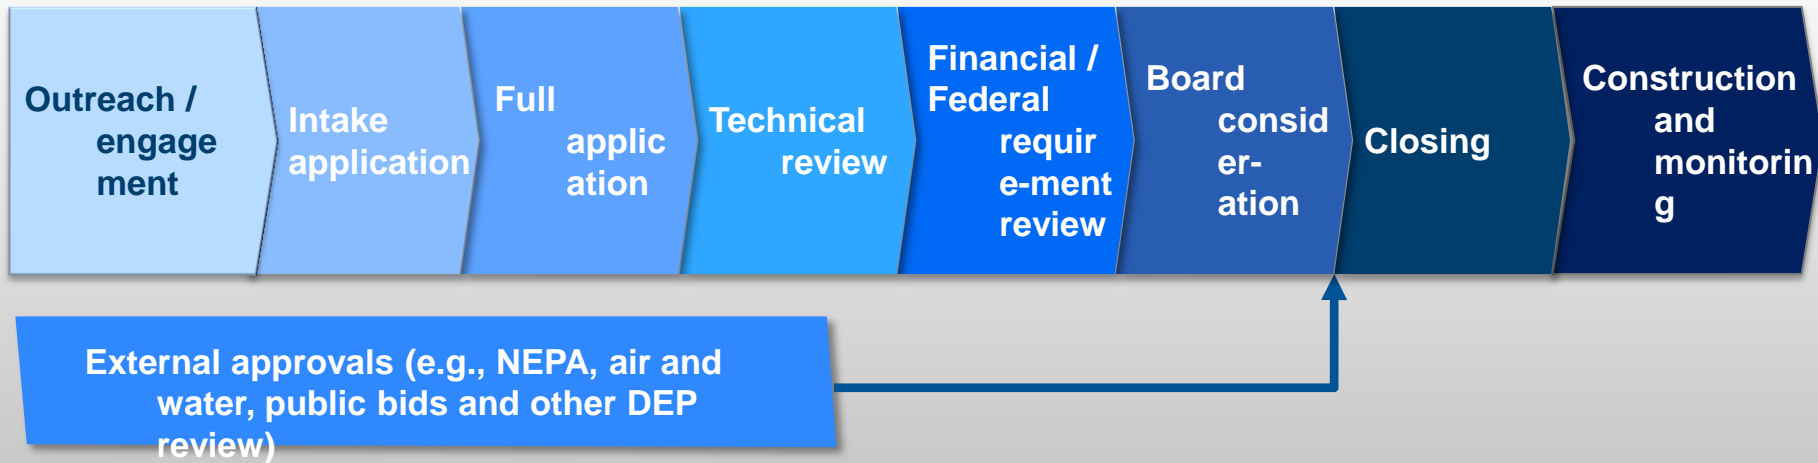 Outreach /
engage
ment
Intake
application
Full
applic
ation
Technical
review
Financial /
Federal
requir
e-ment
review
Board
consid
er-
ation
Closing
Construction
and
monitorin
g
External approvals (e.g., NEPA, air and
water, public bids and other DEP
review)